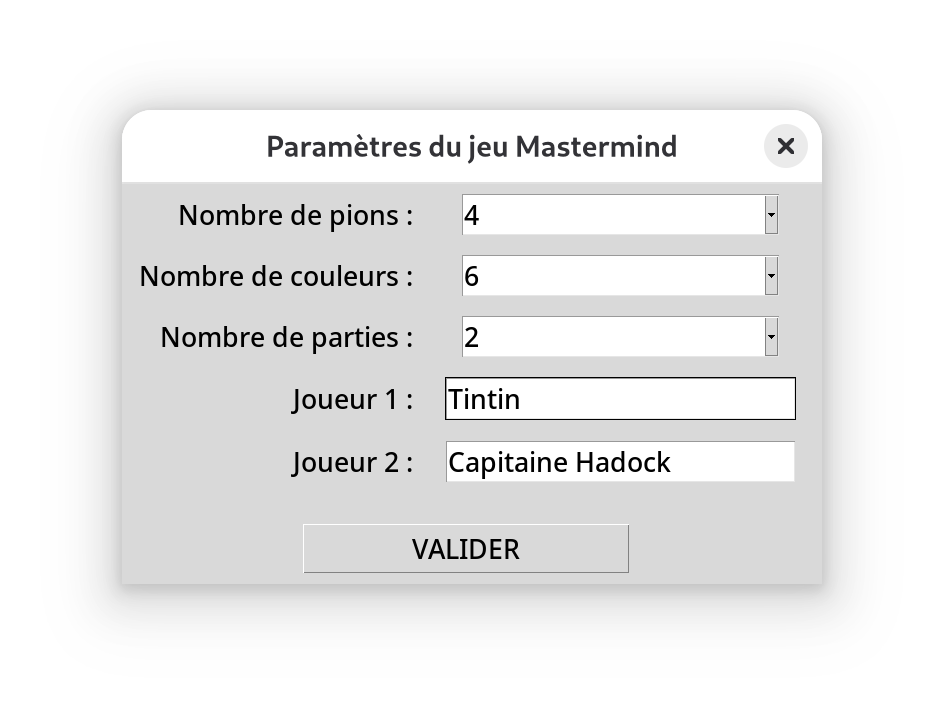 Paramètres du jeu Mastermind
Nombre de pions : 4
Nombre de couleurs : 6
Nombre de parties : 2
Joueur 1 : Tintin
Joueur 2 : Capitaine Hadock
VALIDER